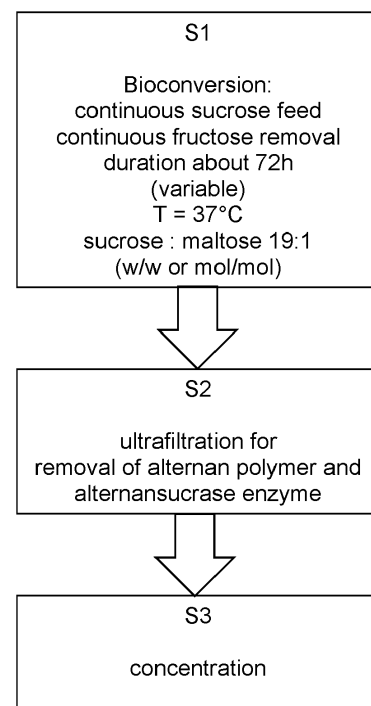 S1
Bioconversion:
continuous sucrose feed
continuous fructose removal
duration about 72h
(variable)
T = 37°C
sucrose : maltose 19:1
(w/w or mol/mol)
S2
ultrafiltration for
removal of alternan polymer and
alternansucrase enzyme
S3
concentration